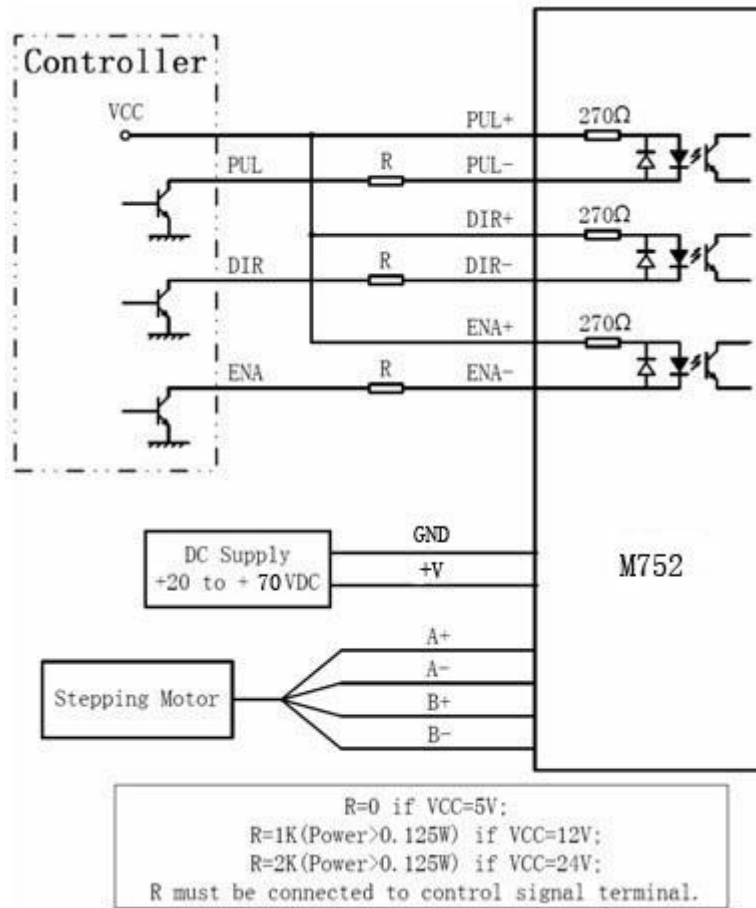 Controller
VCC
PUL+
270Ω
PUL
R
PUL-
DIR+
270Ω
DIR
R
DIR-
ENA+
270Ω
ENA
R
ENA-
DC Supply
+20 to + 70VDC
GND
+V
M752
Stepping Motor
A+
A-
B+
B-
R=0 if VCC=5V;
R=1K(Power>0.125W) if VCC=12V;
R=2K(Power>0.125W) if VCC=24V;
R must be connected to control signal terminal.